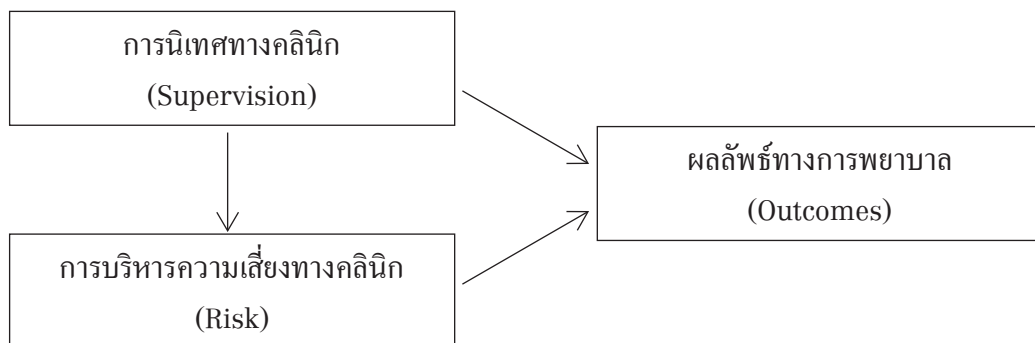 การนิเทศทางคลินิก
(Supervision)
ผลลัพธ์ทางการพยาบาล
(Outcomes)
การบริหารความเสี่ยงทางคลินิก
(Risk)